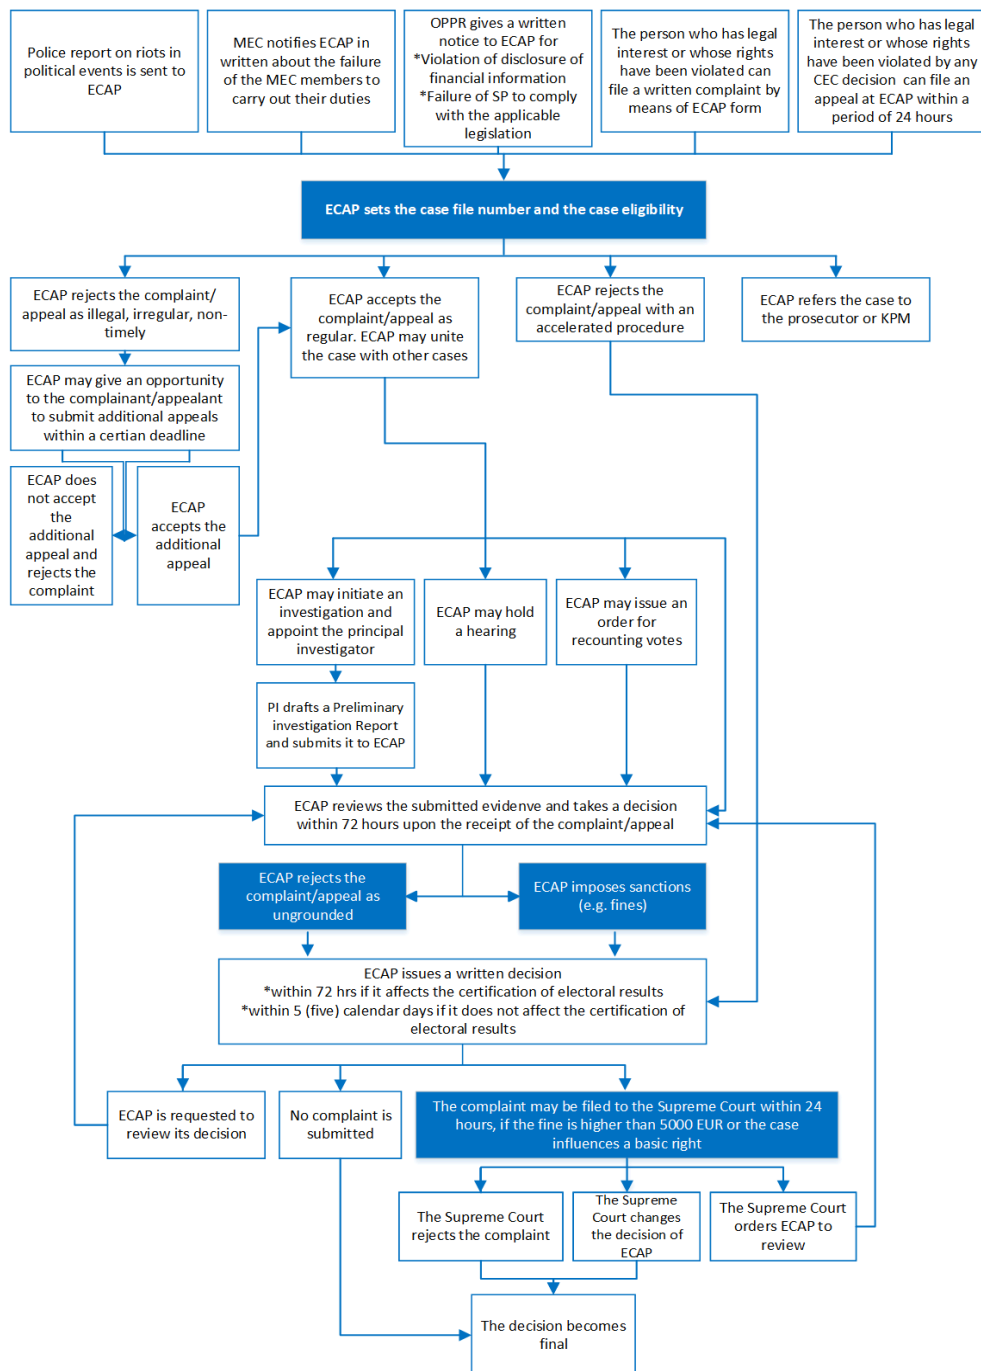 Police report on riots in
political events is sent to
ECAP
MEC notifies ECAP in
written about the failure
of the MEC members to
carry out their duties
OPPR gives a written
notice to ECAP for
*Violation of disclosure of
financial information
*Failure of SP to comply
with the applicable
legislation
The person who has legal
interest or whose rights
have been violated can
file a written complaint by
means of ECAP form
The person who has legal
interest or whose rights
have been violated by any
CEC decision can file an
appeal at ECAP within a
period of 24 hours
ECAP sets the case file number and the case eligibility
ECAP rejects the complaint/
appeal as illegal, irregular, non-
timely
ECAP accepts the
complaint/appeal as
regular. ECAP may unite
the case with other cases
ECAP rejects the
complaint/appeal with an
accelerated procedure
ECAP refers the case to
the prosecutor or KPM
ECAP may give an opportunity
to the complainant/appealant
to submit additional appeals
within a certian deadline
ECAP does
not accept
the
additional
appeal and
rejects the
complaint
ECAP
accepts the
additional
appeal
ECAP may initiate an
investigation and
appoint the principal
investigator
ECAP may hold
a hearing
ECAP may issue an
order for
recounting votes
PI drafts a Preliminary
investigation Report
and submits it to ECAP
ECAP reviews the submitted evidenve and takes a decision
within 72 hours upon the receipt of the complaint/appeal
ECAP rejects the
complaint/appeal as
ungrounded
ECAP imposes sanctions
(e.g. fines)
ECAP issues a written decision
*within 72 hrs if it affects the certification of electoral results
*within 5 (five) calendar days if it does not affect the certification of
electoral results
ECAP is requested to
review its decision
No complaint is
submitted
The complaint may be filed to the Supreme Court within 24
hours, if the fine is higher than 5000 EUR or the case
influences a basic right
The Supreme Court
rejects the complaint
The Supreme
Court changes
the decision of
ECAP
The Supreme Court
orders ECAP to
review
The decision becomes
final